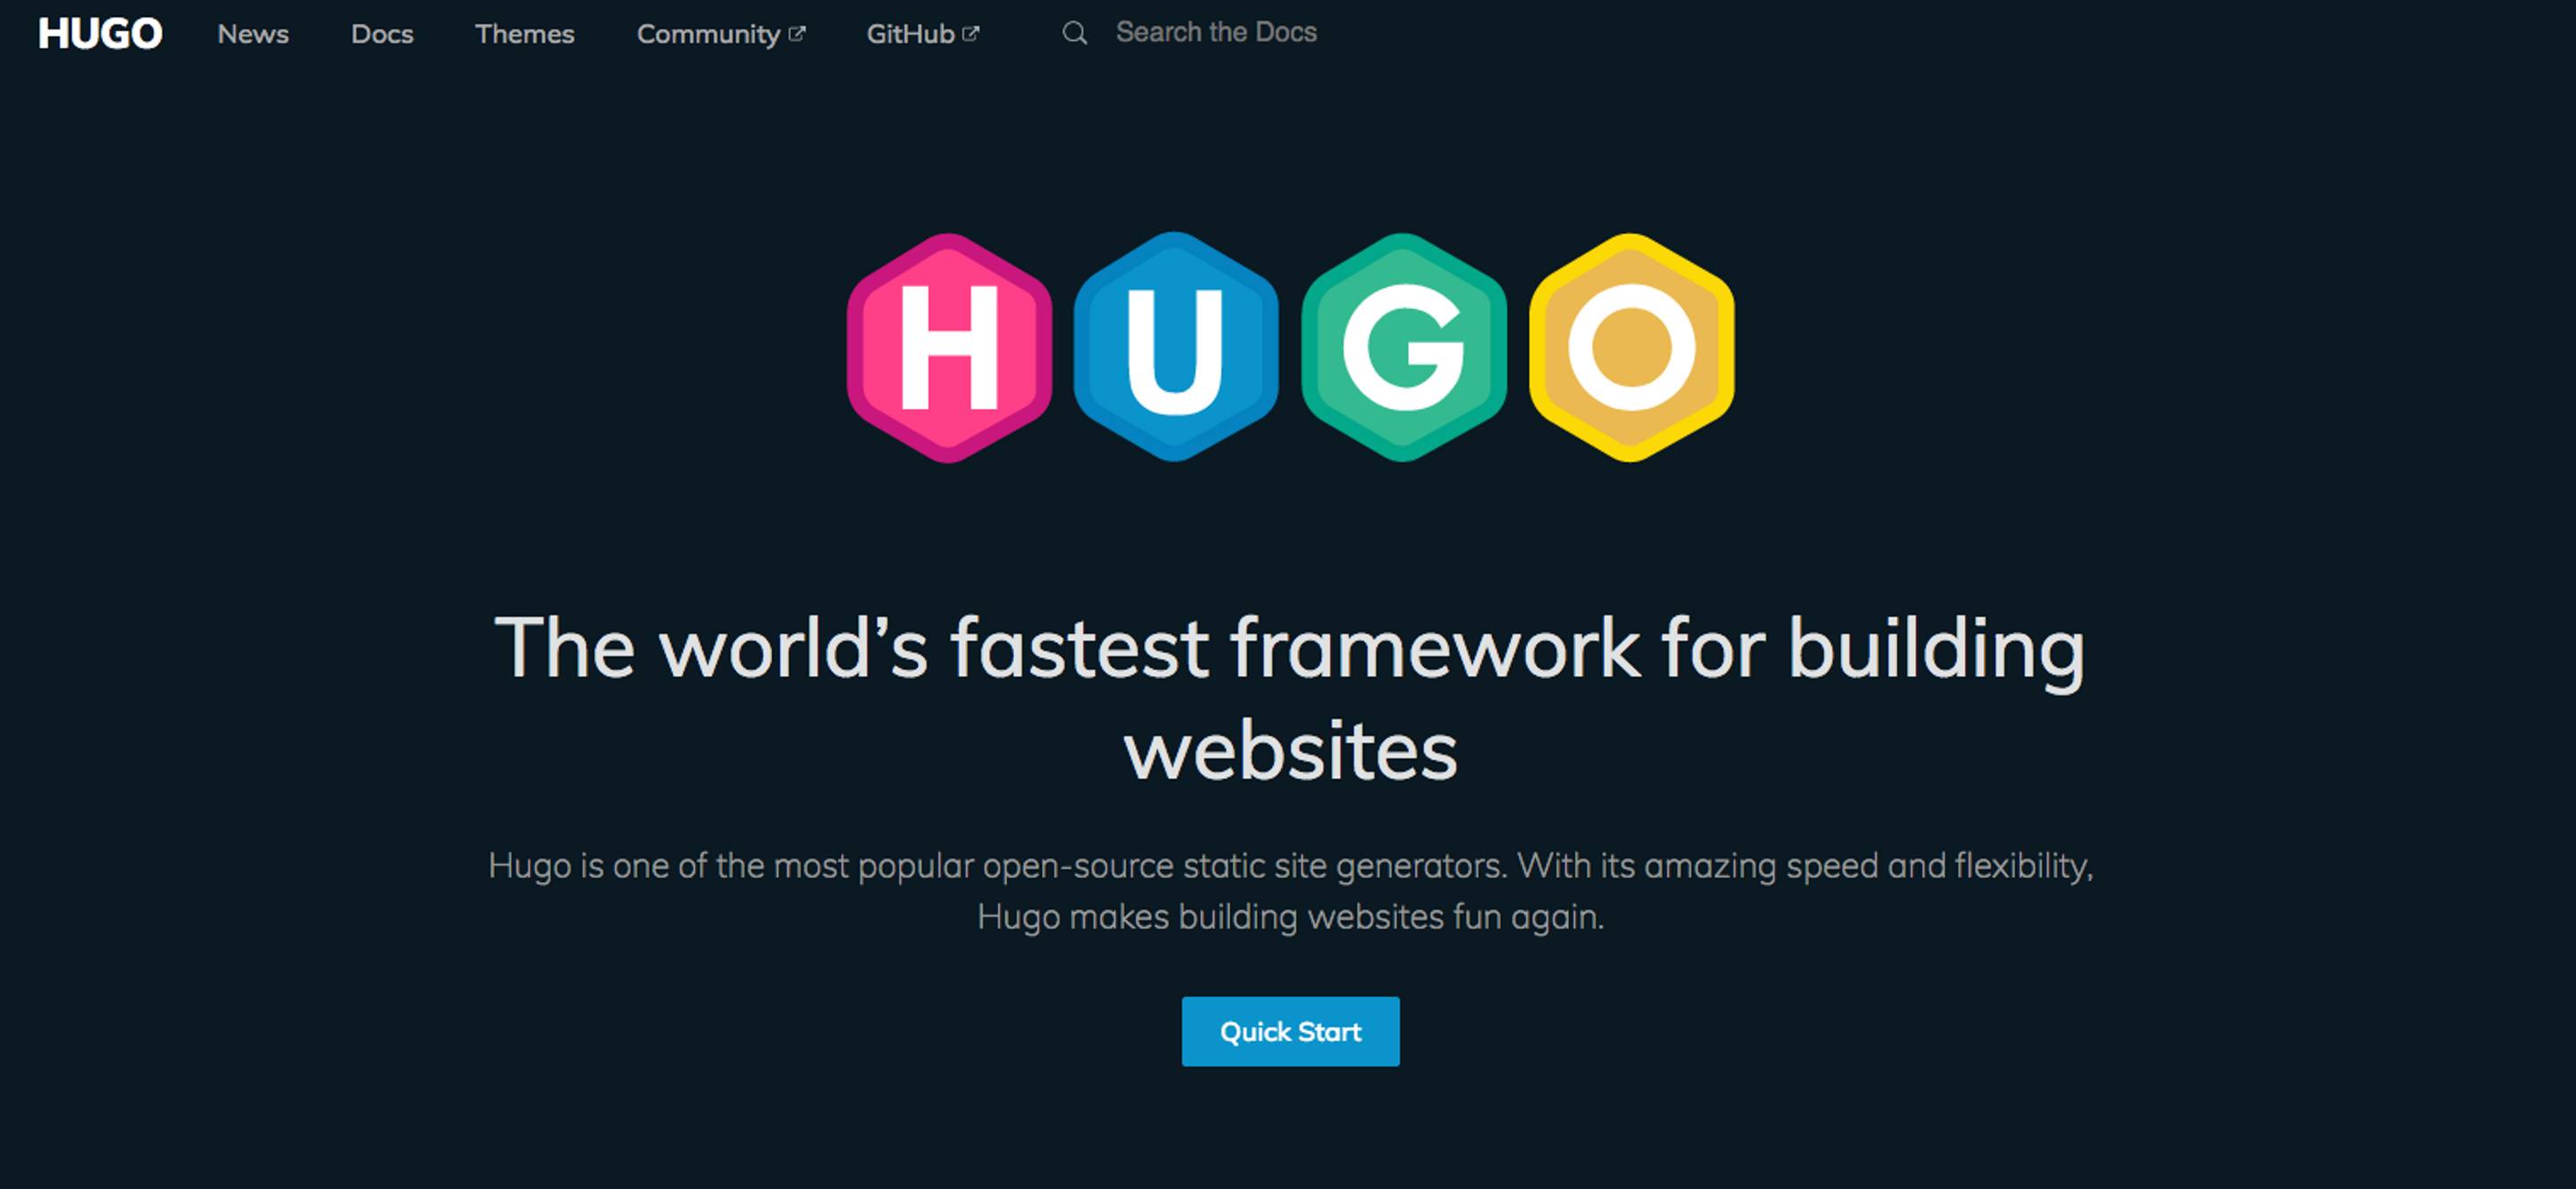 HUGO News Docs Themes Community GitHub Search the Docs
HUGO
The world’s fastest framework for building
websites
Hugo is one of the most popular open-source static site generators. With its amazing speed and flexibility,
Hugo makes building websites fun again.
Quick Start